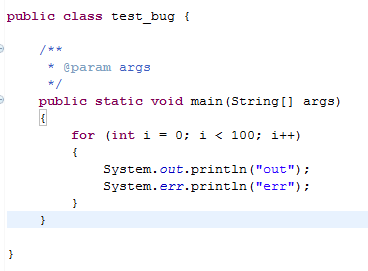 public class test_bug {
/**
* @param args
*/
public static void main(String[] args)
{
for (int i = 0; i < 100; i++)
{
System.out.println("out");
System.err.println("err");
}
}
}